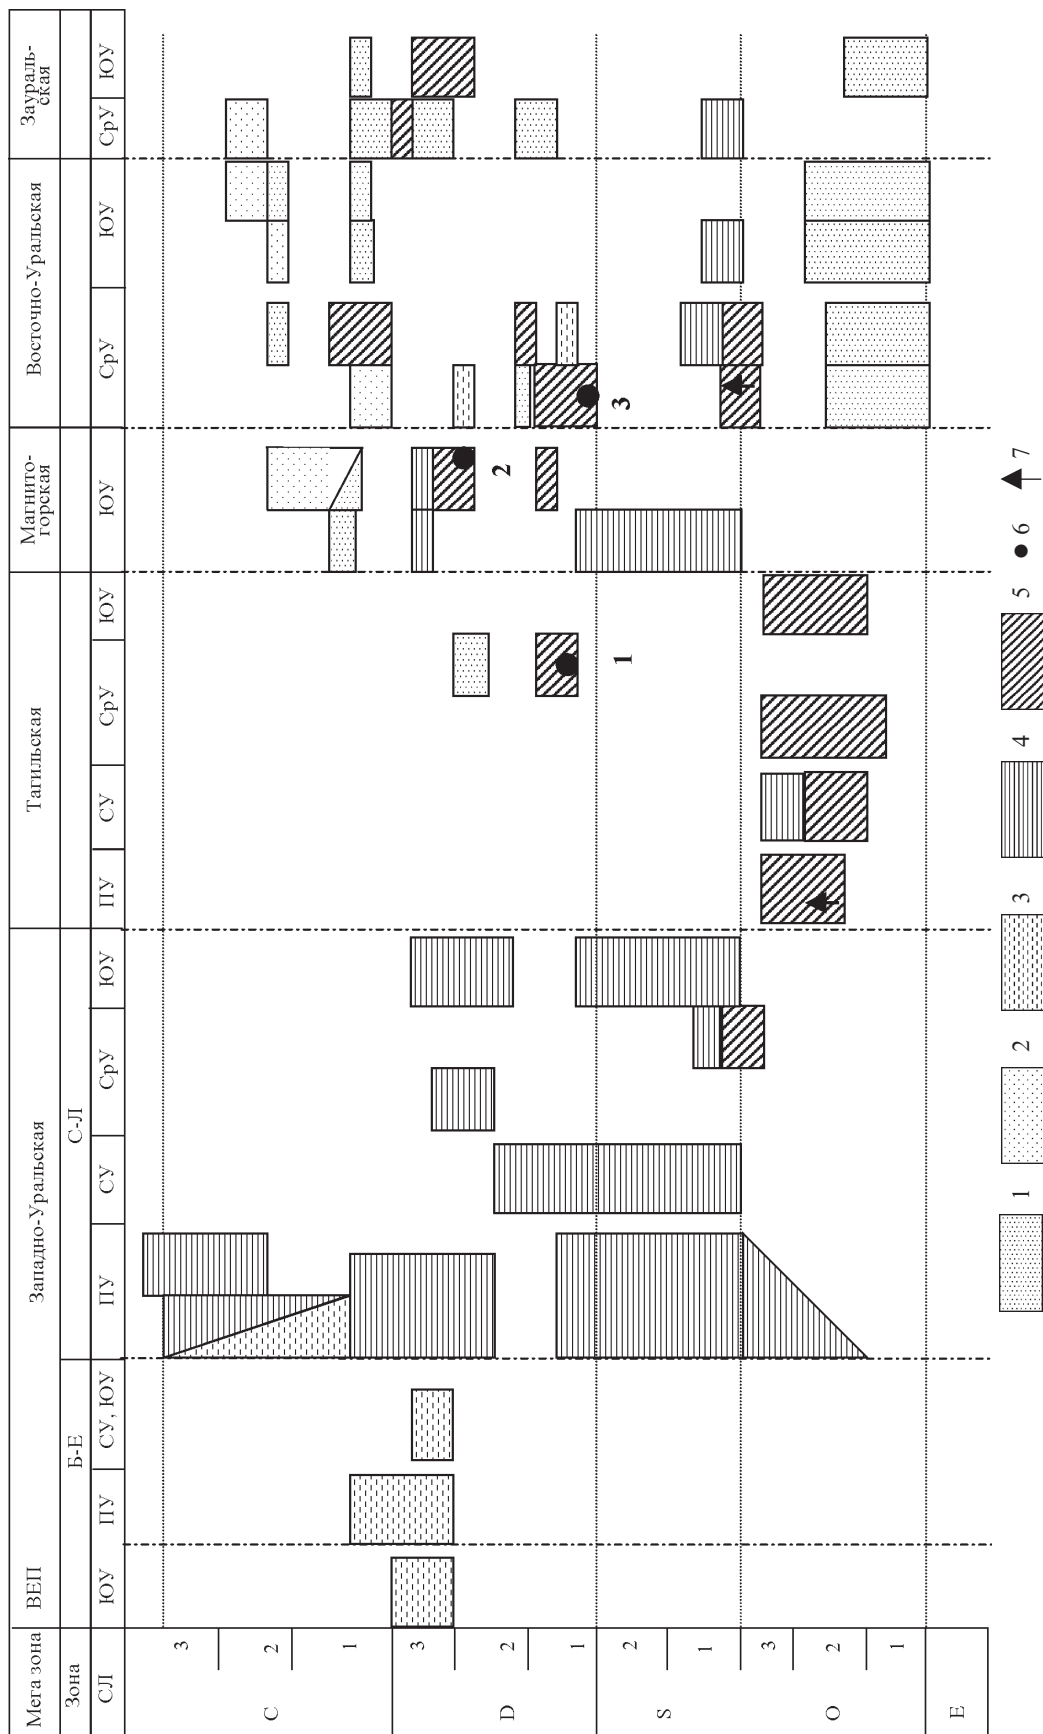 Мега зона
ВЕП
Западно-Уральская
Тагильская
Магнито-
горская
Восточно-Уральская
Заураль-
ская
Зона
Б-Е
С-Л
СЛ
ЮУ
ПУ
СУ, ЮУ
ПУ
СУ
СрУ
ЮУ
ПУ
СУ
СрУ
ЮУ
ЮУ
СрУ
ЮУ
СрУ
ЮУ
C
3
2
1
D
3
2
1
S
2
1
O
3
2
1
Е
1
2
3
1
2
3
4
5
6
7